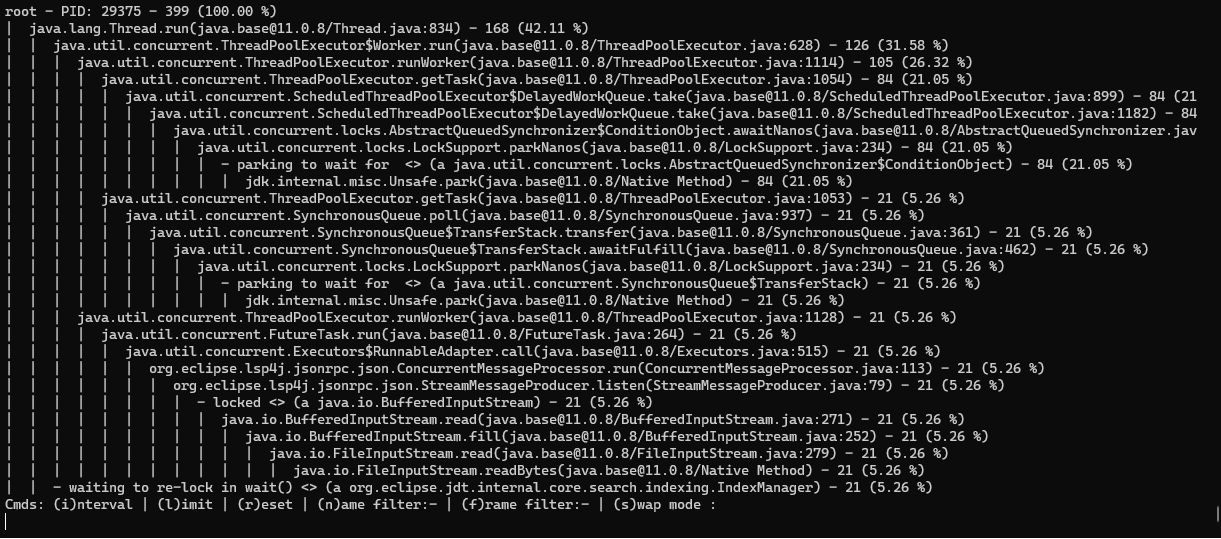 root - PID: 29375 - 399 (100.00 %)
|  java.lang.Thread.run(java.base@11.0.8/Thread.java:834) - 168 (42.11 %)
|  |  java.util.concurrent.ThreadPoolExecutor$Worker.run(java.base@11.0.8/ThreadPoolExecutor.java:628) - 126 (31.58 %)
|  |  |  java.util.concurrent.ThreadPoolExecutor.runWorker(java.base@11.0.8/ThreadPoolExecutor.java:1114) - 105 (26.32 %)
|  |  |  |  java.util.concurrent.ThreadPoolExecutor.getTask(java.base@11.0.8/ThreadPoolExecutor.java:1054) - 84 (21.05 %)
|  |  |  |  |  java.util.concurrent.ScheduledThreadPoolExecutor$DelayedWorkQueue.take(java.base@11.0.8/ScheduledThreadPoolExecutor.java:899) - 84 (21
|  |  |  |  |  |  java.util.concurrent.ScheduledThreadPoolExecutor$DelayedWorkQueue.take(java.base@11.0.8/ScheduledThreadPoolExecutor.java:1182) - 84
|  |  |  |  |  |  |  java.util.concurrent.locks.AbstractQueuedSynchronizer$ConditionObject.awaitNanos(java.base@11.0.8/AbstractQueuedSynchronizer.jav
|  |  |  |  |  |  |  |  java.util.concurrent.locks.LockSupport.parkNanos(java.base@11.0.8/LockSupport.java:234) - 84 (21.05 %)
|  |  |  |  |  |  |  |  |  - parking to wait for  <> (a java.util.concurrent.locks.AbstractQueuedSynchronizer$ConditionObject) - 84 (21.05 %)
|  |  |  |  |  |  |  |  |  |  jdk.internal.misc.Unsafe.park(java.base@11.0.8/Native Method) - 84 (21.05 %)
|  |  |  |  java.util.concurrent.ThreadPoolExecutor.getTask(java.base@11.0.8/ThreadPoolExecutor.java:1053) - 21 (5.26 %)
|  |  |  |  |  java.util.concurrent.SynchronousQueue.poll(java.base@11.0.8/SynchronousQueue.java:937) - 21 (5.26 %)
|  |  |  |  |  |  java.util.concurrent.SynchronousQueue$TransferStack.transfer(java.base@11.0.8/SynchronousQueue.java:361) - 21 (5.26 %)
|  |  |  |  |  |  |  java.util.concurrent.SynchronousQueue$TransferStack.awaitFulfill(java.base@11.0.8/SynchronousQueue.java:462) - 21 (5.26 %)
|  |  |  |  |  |  |  |  java.util.concurrent.locks.LockSupport.parkNanos(java.base@11.0.8/LockSupport.java:234) - 21 (5.26 %)
|  |  |  |  |  |  |  |  |  - parking to wait for  <> (a java.util.concurrent.SynchronousQueue$TransferStack) - 21 (5.26 %)
|  |  |  |  |  |  |  |  |  |  jdk.internal.misc.Unsafe.park(java.base@11.0.8/Native Method) - 21 (5.26 %)
|  |  |  java.util.concurrent.ThreadPoolExecutor.runWorker(java.base@11.0.8/ThreadPoolExecutor.java:1128) - 21 (5.26 %)
|  |  |  |  java.util.concurrent.FutureTask.run(java.base@11.0.8/FutureTask.java:264) - 21 (5.26 %)
|  |  |  |  |  java.util.concurrent.Executors$RunnableAdapter.call(java.base@11.0.8/Executors.java:515) - 21 (5.26 %)
|  |  |  |  |  |  org.eclipse.lsp4j.jsonrpc.json.ConcurrentMessageProcessor.run(ConcurrentMessageProcessor.java:113) - 21 (5.26 %)
|  |  |  |  |  |  |  org.eclipse.lsp4j.jsonrpc.json.StreamMessageProducer.listen(StreamMessageProducer.java:79) - 21 (5.26 %)
|  |  |  |  |  |  |  |  - locked <> (a java.io.BufferedInputStream) - 21 (5.26 %)
|  |  |  |  |  |  |  |  |  java.io.BufferedInputStream.read(java.base@11.0.8/BufferedInputStream.java:271) - 21 (5.26 %)
|  |  |  |  |  |  |  |  |  |  java.io.BufferedInputStream.fill(java.base@11.0.8/BufferedInputStream.java:252) - 21 (5.26 %)
|  |  |  |  |  |  |  |  |  |  |  java.io.FileInputStream.read(java.base@11.0.8/FileInputStream.java:279) - 21 (5.26 %)
|  |  |  |  |  |  |  |  |  |  |  |  java.io.FileInputStream.readBytes(java.base@11.0.8/Native Method) - 21 (5.26 %)
|  |  - waiting to re-lock in wait() <> (a org.eclipse.jdt.internal.core.search.indexing.IndexManager) - 21 (5.26 %)
Cmds: (i)nterval | (l)imit | (r)eset | (n)ame filter:- | (f)rame filter:- | (s)wap mode :